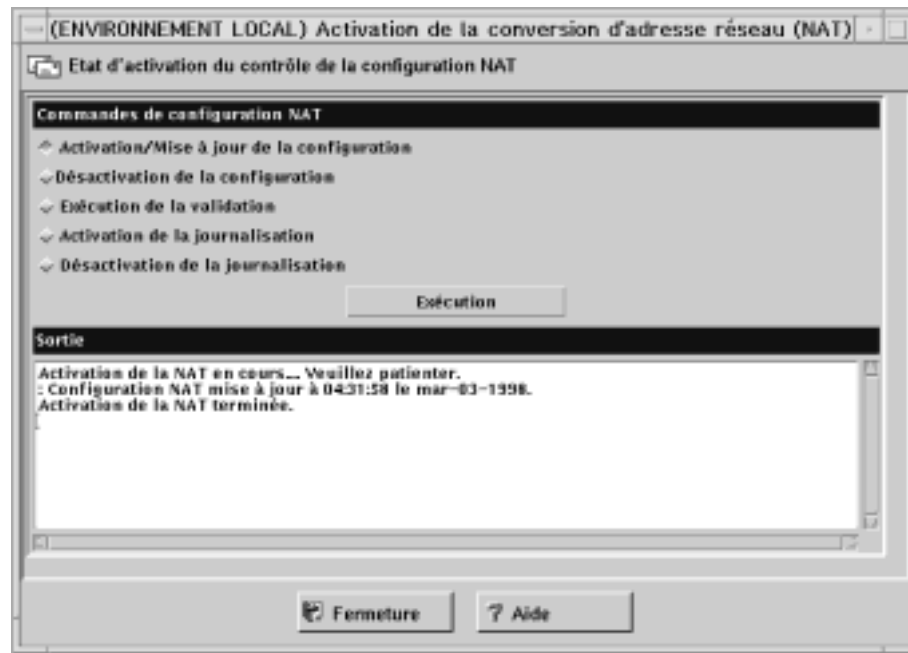 (ENVIRONNEMENT LOCAL) Activation de la conversion d'adresse réseau (NAT)
Etat d'activation du contrôle de la configuration NAT
Commandes de configuration NAT
Activation/Mise à jour de la configuration
Désactivation de la configuration
Exécution de la validation
Activation de la journalisation
Désactivation de la journalisation
Exécution
Sortie
Activation de la NAT en cours... Veuillez patienter.
: Configuration NAT mise à jour à 04:31:58 le mar-03-1998.
Activation de la NAT terminée.
Fermeture
? Aide